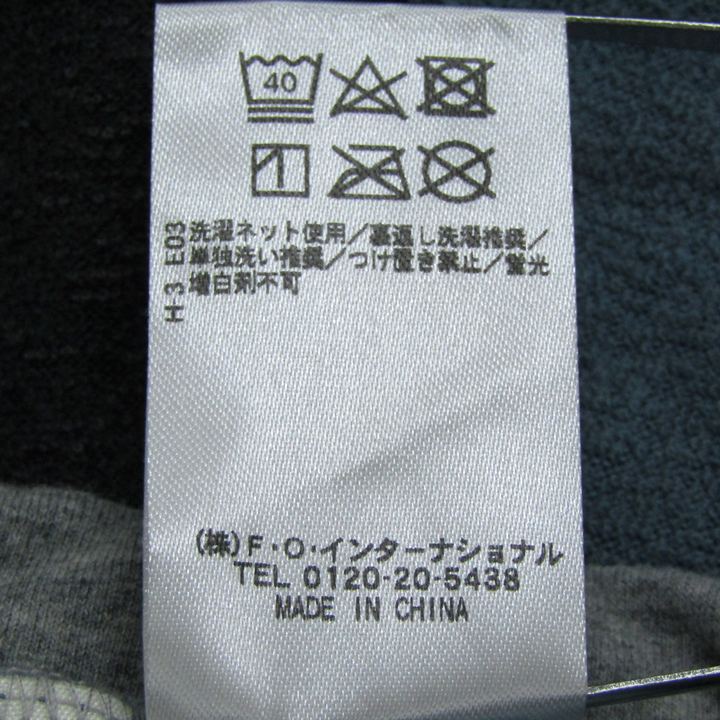 40
H-3 E03
洗濯ネット使用／裏返し洗濯推奨／
単独洗い推奨／つけ置き禁止／蛍光
増白剤不可
(株)F・O・インターナショナル
TEL 0120-20-5438
MADE IN CHINA